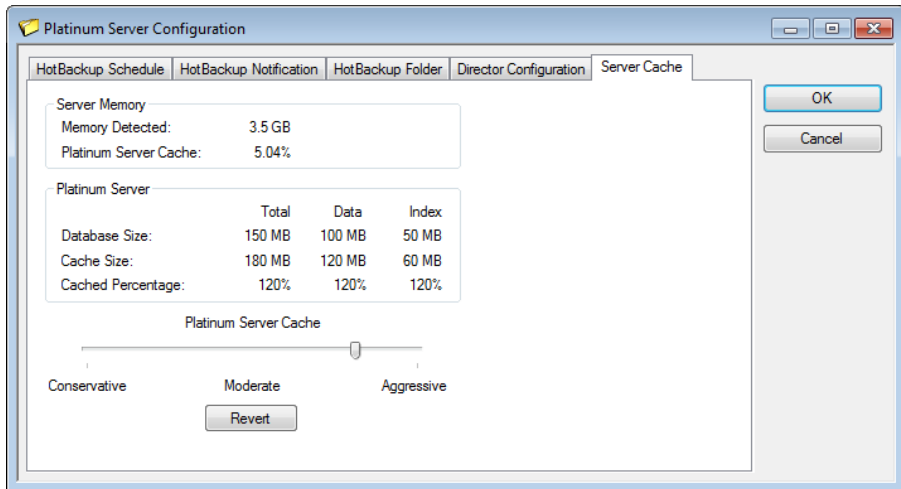 Platinum Server Configuration
HotBackup Schedule HotBackup Notification HotBackup Folder Director Configuration Server Cache
OK
Cancel
Server Memory
Memory Detected: 3.5 GB
Platinum Server Cache: 5.04%
Platinum Server
Total Data Index
Database Size: 150 MB 100 MB 50 MB
Cache Size: 180 MB 120 MB 60 MB
Cached Percentage: 120% 120% 120%
Platinum Server Cache
Conservative Moderate Aggressive
Revert